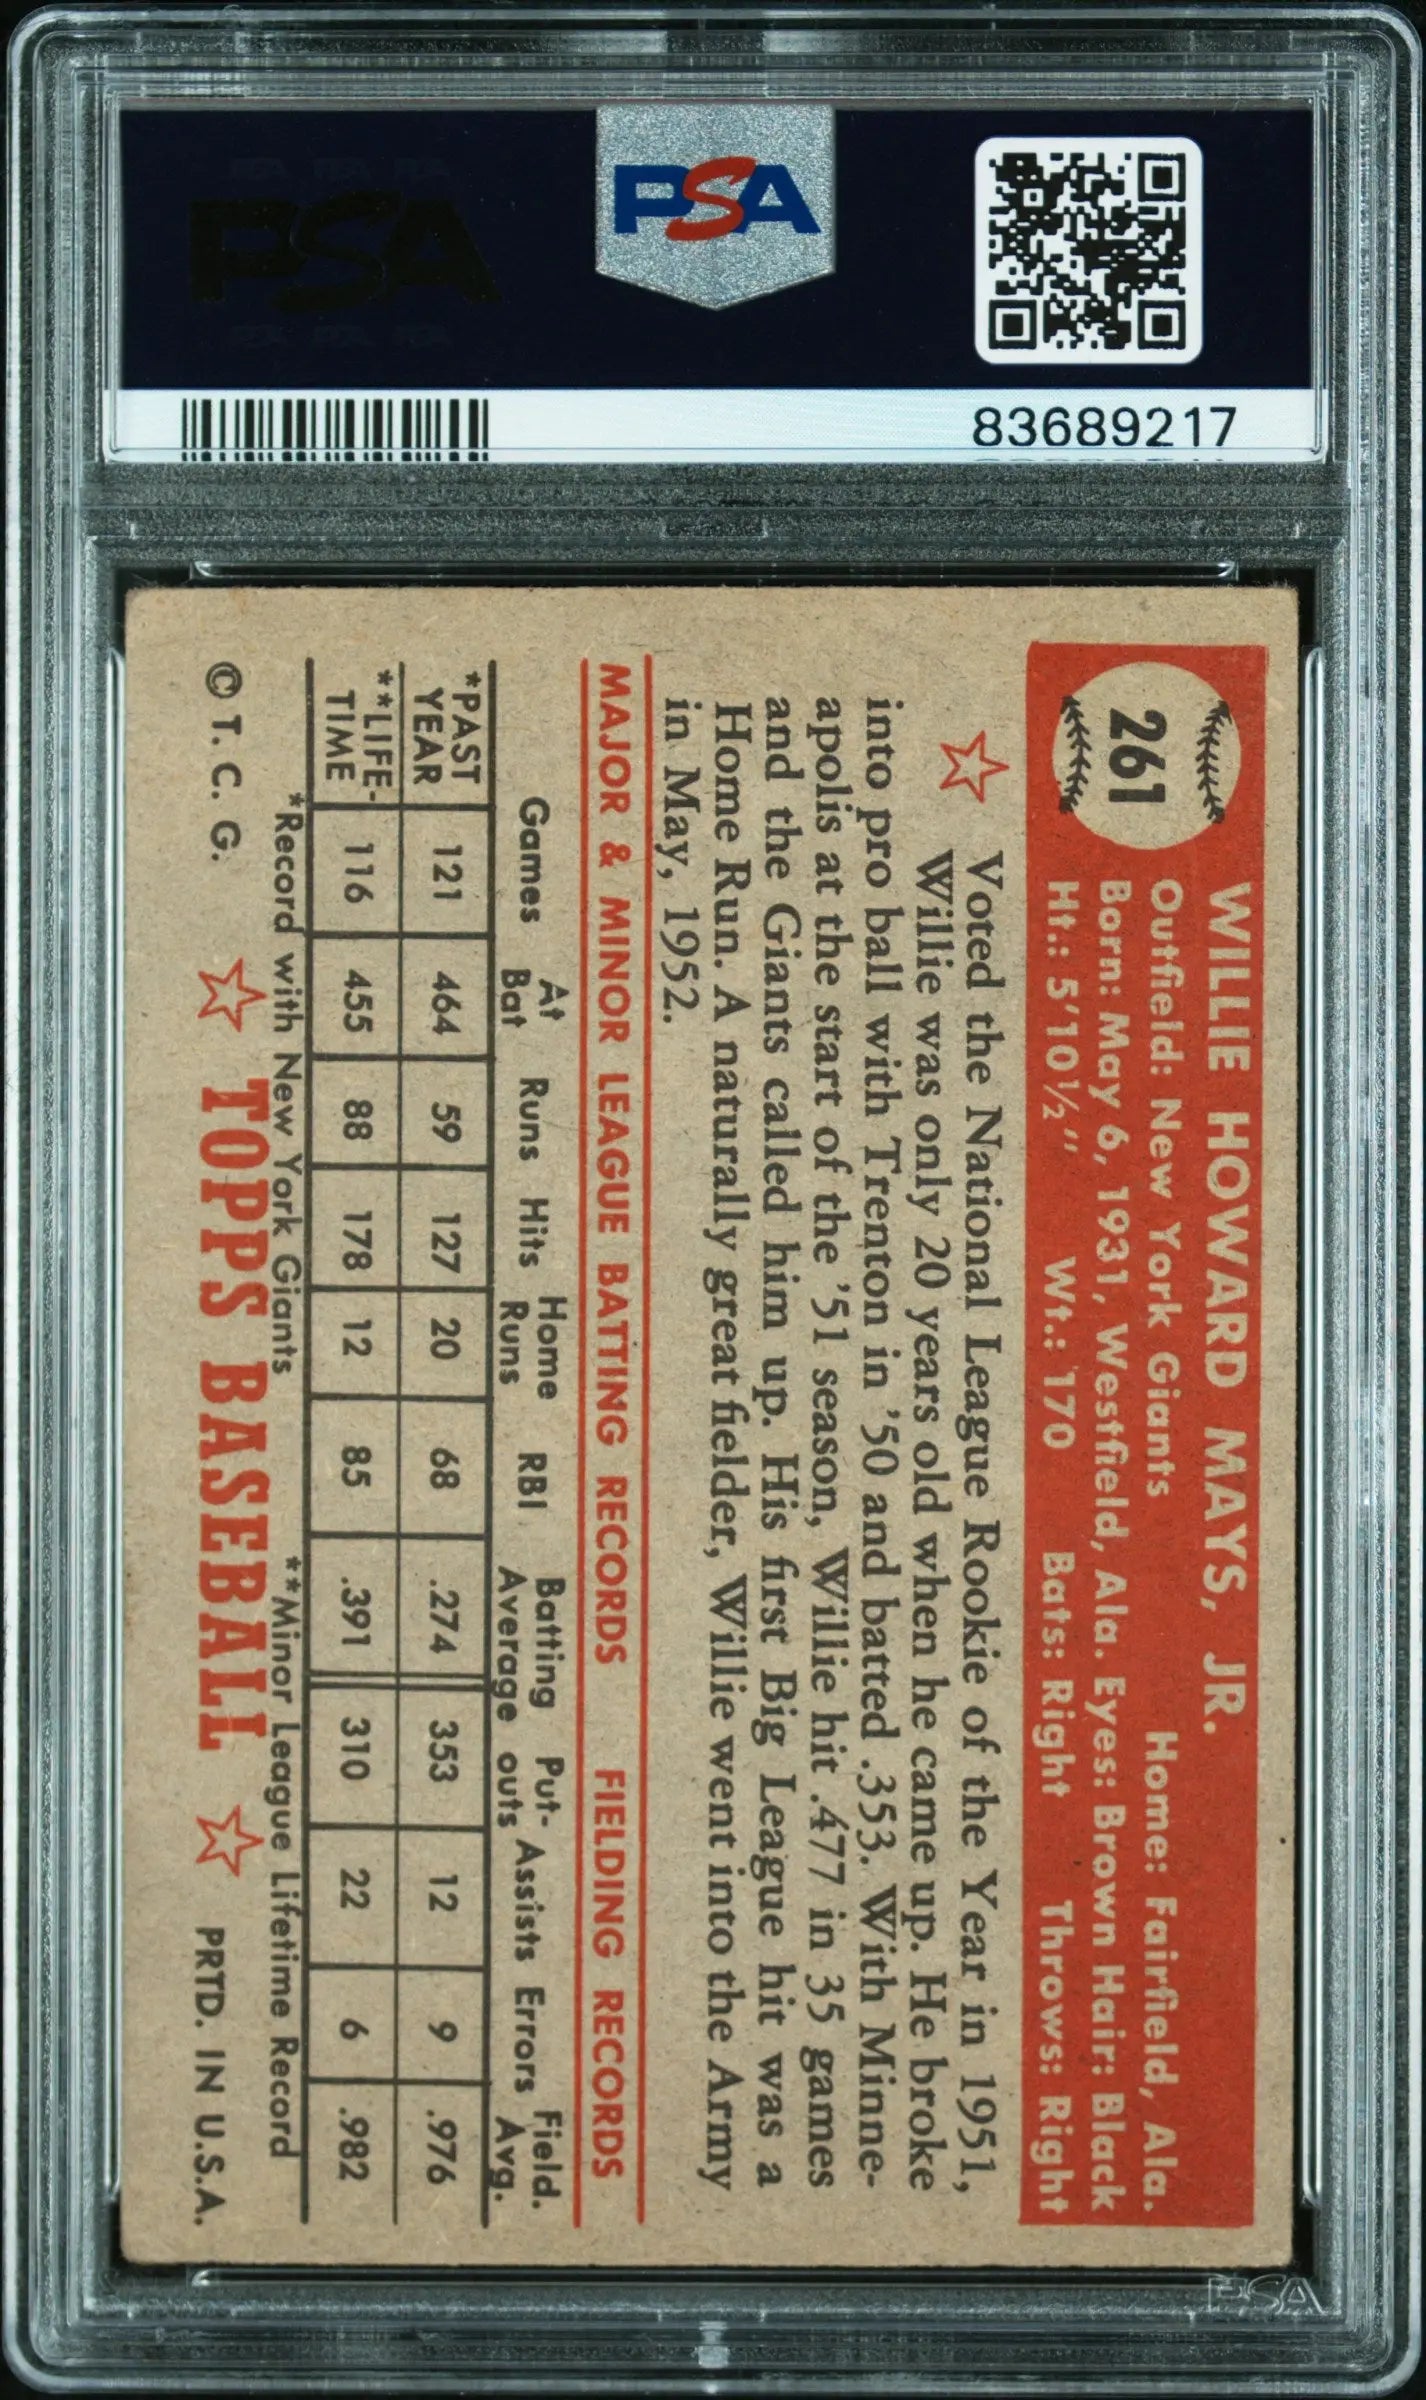 PSA
PSA
83689217
261
WILLIE HOWARD MAYS, JR.
Outfield: New York Giants Home: Fairfield, Ala.
Born: May 6, 1931, Westfield, Ala. Eyes: Brown Hair: Black
Ht.: 5'10½" Wt.: 170 Bats: Right Throws: Right
Voted the National League Rookie of the Year in 1951,
Willie was only 20 years old when he came up. He broke
into pro ball with Trenton in '50 and batted .353. With Minne-
apolis at the start of the '51 season, Willie hit .477 in 35 games
and the Giants called him up. His first Big League hit was a
Home Run. A naturally great fielder, Willie went into the Army
in May, 1952.
MAJOR & MINOR LEAGUE BATTING RECORDS FIELDING RECORDS
Games At Bat Runs Hits Home Runs RBI Batting Average Put-outs Assists Errors Field. Avg.
*PAST YEAR 121 464 59 127 20 68 .274 353 12 9 .976
**LIFE-TIME 116 455 88 178 12 85 .391 310 22 6 .982
*Record with New York Giants **Minor League Lifetime Record
© T. C. G. TOPPS BASEBALL PRTD. IN U.S.A.
PSA